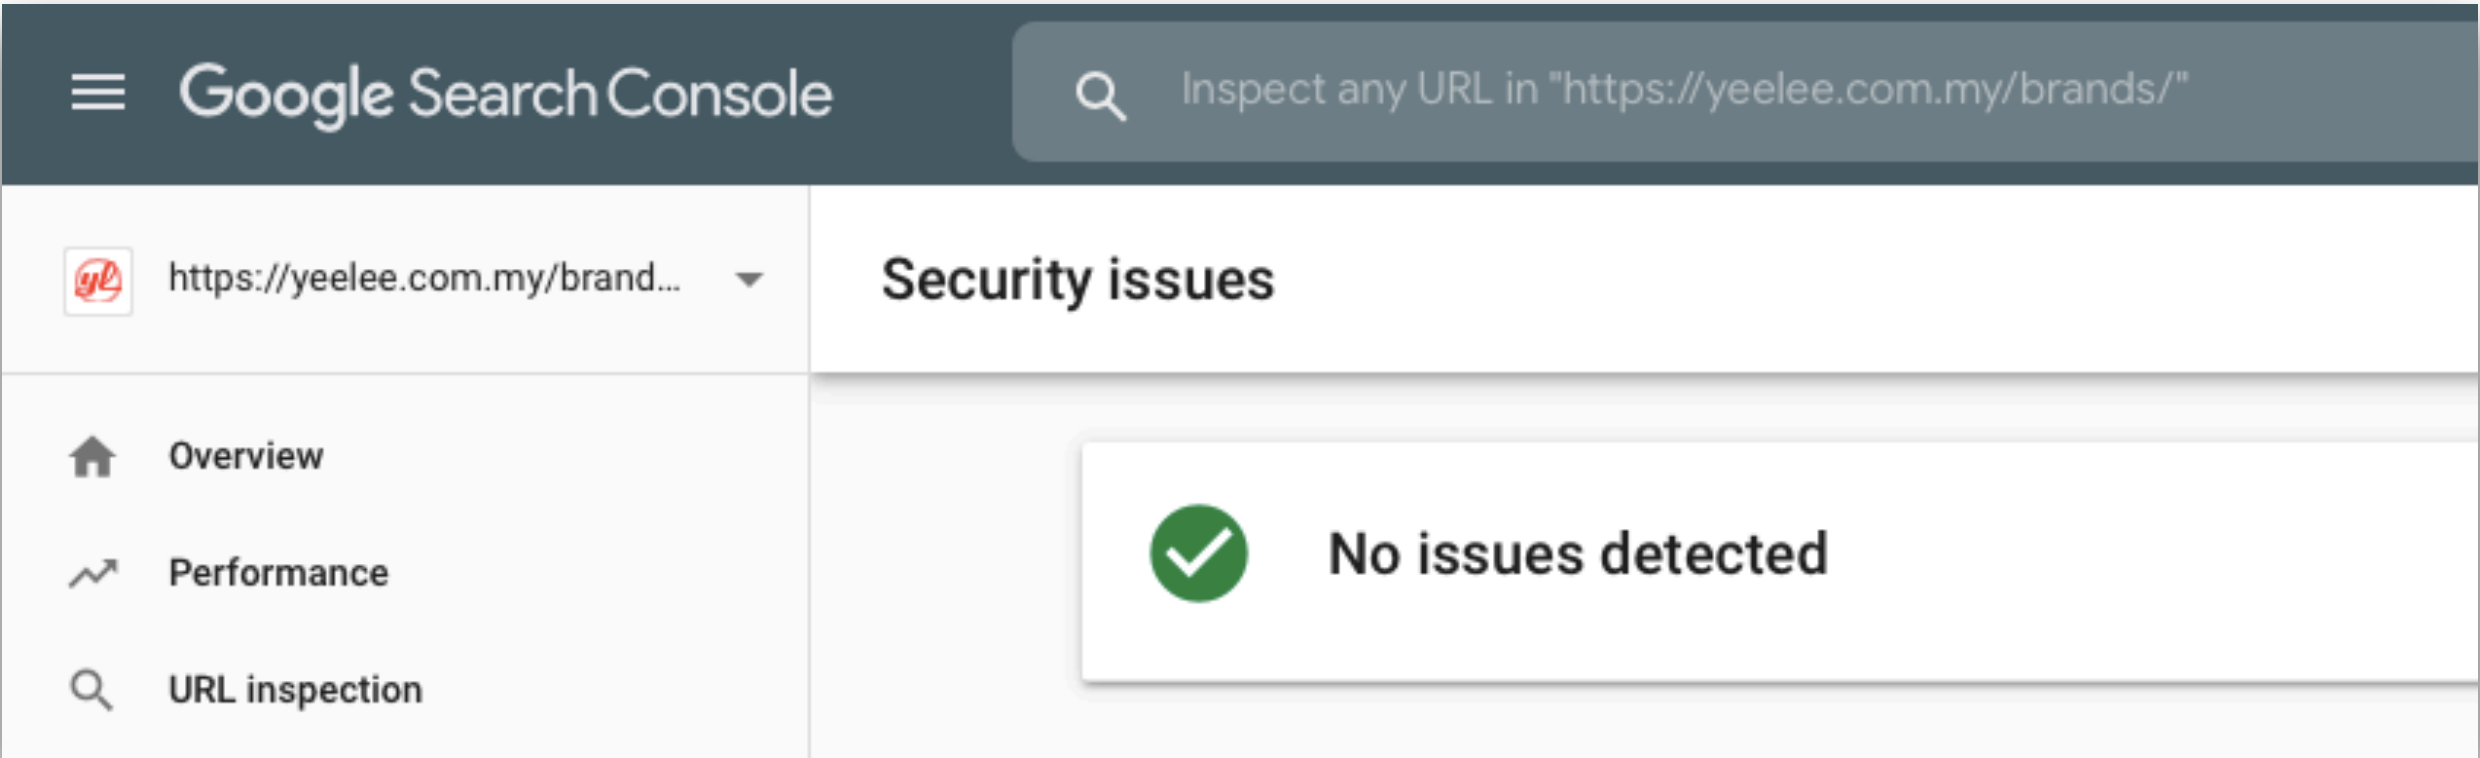 Google Search Console
Inspect any URL in "https://yeelee.com.my/brands/"
yl
https://yeelee.com.my/brand...
Security issues
Overview
Performance
URL inspection
No issues detected